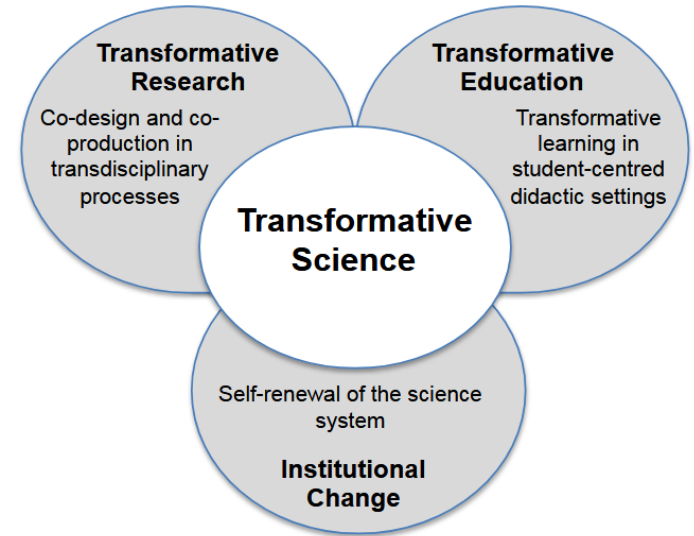 Transformative
Research
Co-design and co-
production in
transdisciplinary
processes
Transformative
Education
Transformative
learning in
student-centred
didactic settings
Transformative
Science
Self-renewal of the science
system
Institutional
Change